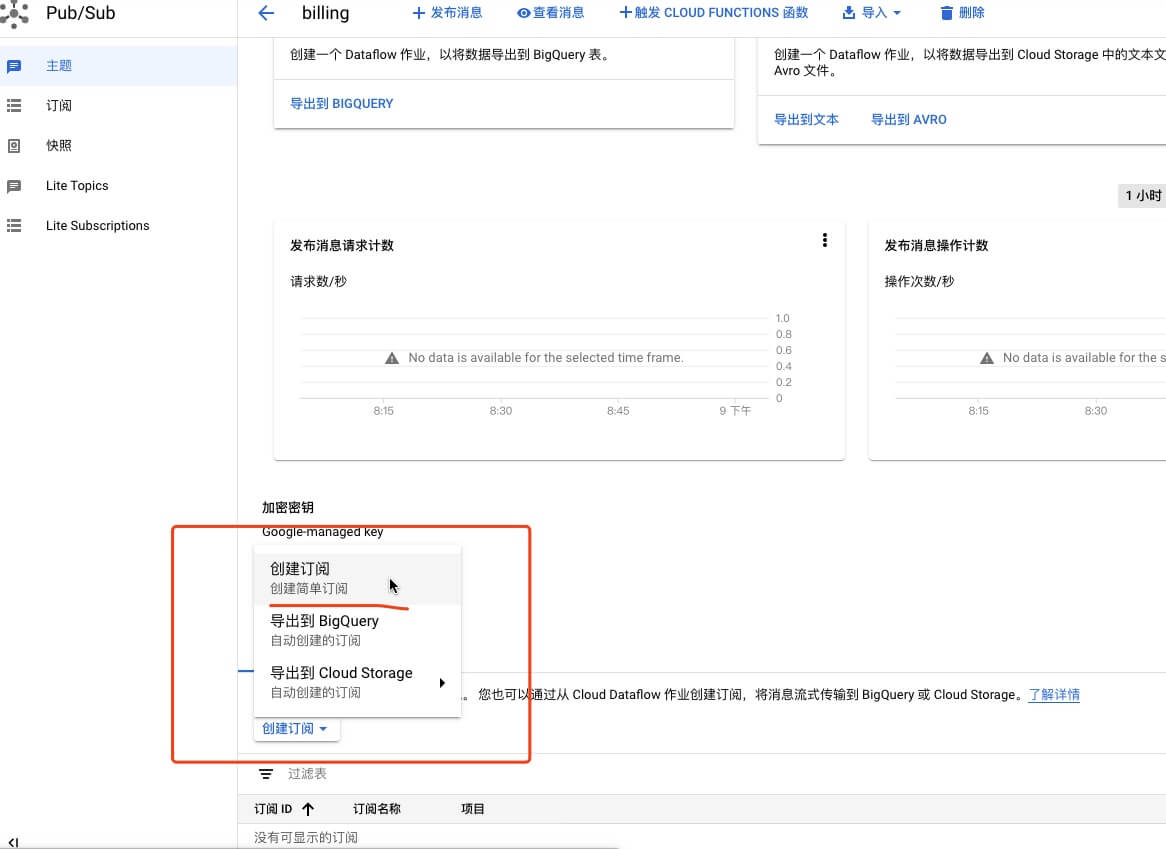 Pub/Sub
billing
发布消息
查看消息
触发 CLOUD FUNCTIONS 函数
导入
删除
主题
订阅
快照
Lite Topics
Lite Subscriptions
创建一个 Dataflow 作业，以将数据导出到 BigQuery 表。
导出到 BIGQUERY
创建一个 Dataflow 作业，以将数据导出到 Cloud Storage 中的文本文
Avro 文件。
导出到文本
导出到 AVRO
1 小时
发布消息请求计数
请求数/秒
1.0
0.8
0.6
0.4
0.2
0
No data is available for the selected time frame.
8:15
8:30
8:45
9 下午
发布消息操作计数
操作次数/秒
No data is available for the s
8:15
8:30
加密密钥
Google-managed key
创建订阅
创建简单订阅
导出到 BigQuery
自动创建的订阅
导出到 Cloud Storage
自动创建的订阅
。您也可以通过从 Cloud Dataflow 作业创建订阅，将消息流式传输到 BigQuery 或 Cloud Storage。了解详情
创建订阅
过滤表
订阅 ID
订阅名称
项目
没有可显示的订阅